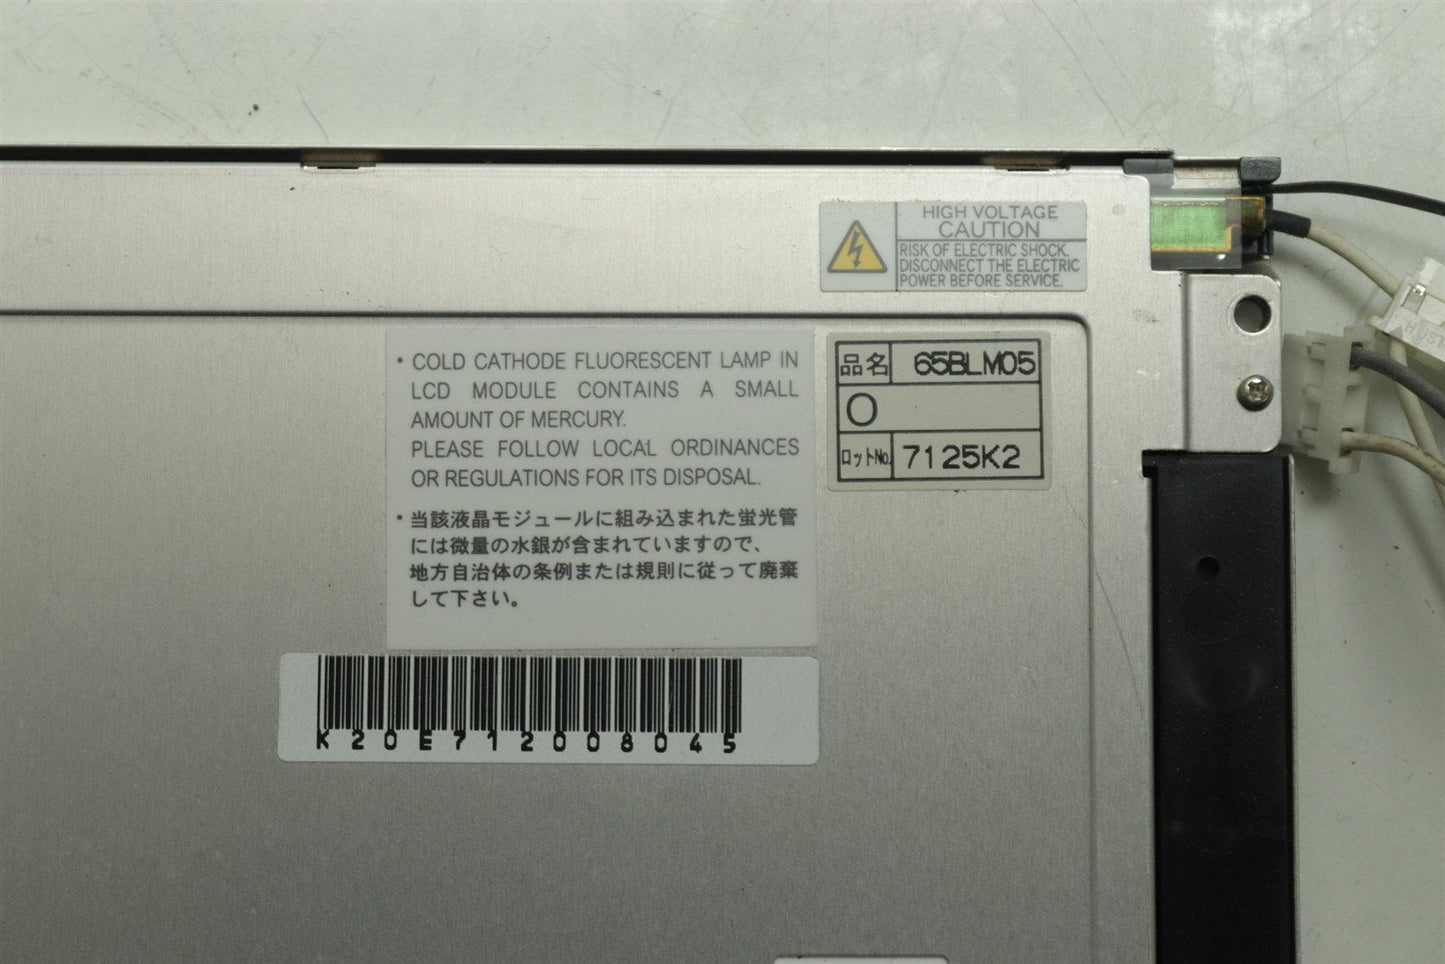 HIGH VOLTAGE
CAUTION
RISK OF ELECTRIC SHOCK.
DISCONNECT THE ELECTRIC
POWER BEFORE SERVICE.
・COLD CATHODE FLUORESCENT LAMP IN
LCD MODULE CONTAINS A SMALL
AMOUNT OF MERCURY.
PLEASE FOLLOW LOCAL ORDINANCES
OR REGULATIONS FOR ITS DISPOSAL.
・当該液晶モジュールに組み込まれた蛍光管
には微量の水銀が含まれていますので、
地方自治体の条例または規則に従って廃棄
して下さい。
品名 65BLM05
O
ロットNo. 7125K2
K20E712008045